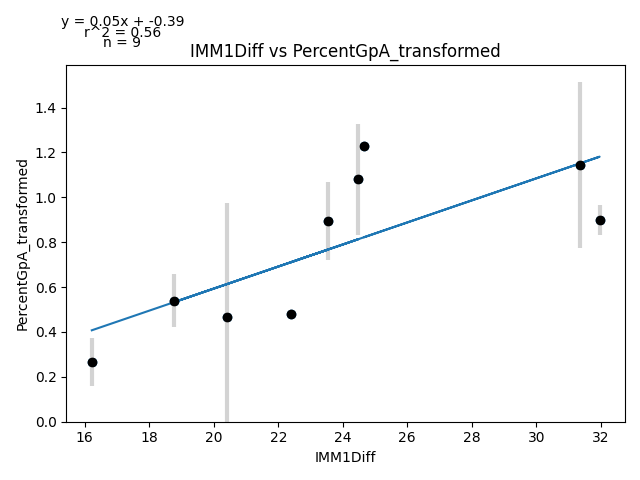 y = 0.05x + -0.39
r^2 = 0.56
n = 9
IMM1Diff vs PercentGpA_transformed
PercentGpA_transformed
1.4
1.2
1.0
0.8
0.6
0.4
0.2
0.0
16 18 20 22 24 26 28 30 32
IMM1Diff